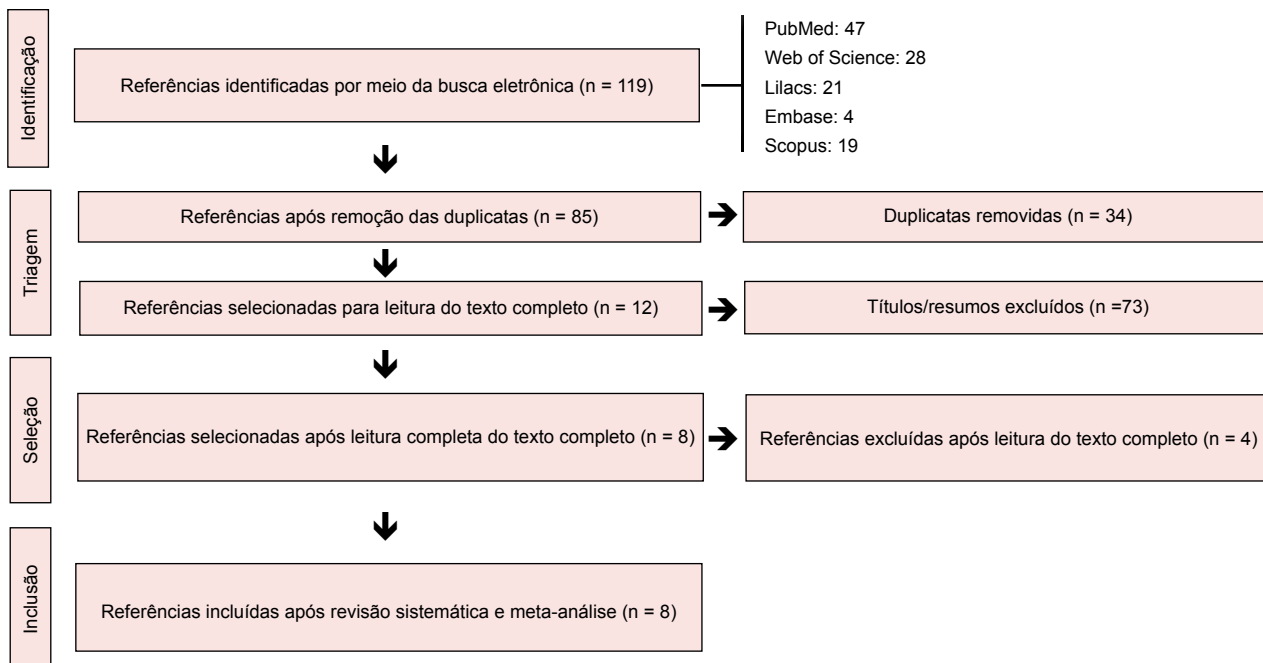 Identificação
Referências identificadas por meio da busca eletrônica (n = 119)
PubMed: 47
Web of Science: 28
Lilacs: 21
Embase: 4
Scopus: 19
Triagem
Referências após remoção das duplicatas (n = 85)
Duplicatas removidas (n = 34)
Referências selecionadas para leitura do texto completo (n = 12)
Títulos/resumos excluídos (n =73)
Seleção
Referências selecionadas após leitura completa do texto completo (n = 8)
Referências excluídas após leitura do texto completo (n = 4)
Inclusão
Referências incluídas após revisão sistemática e meta-análise (n = 8)